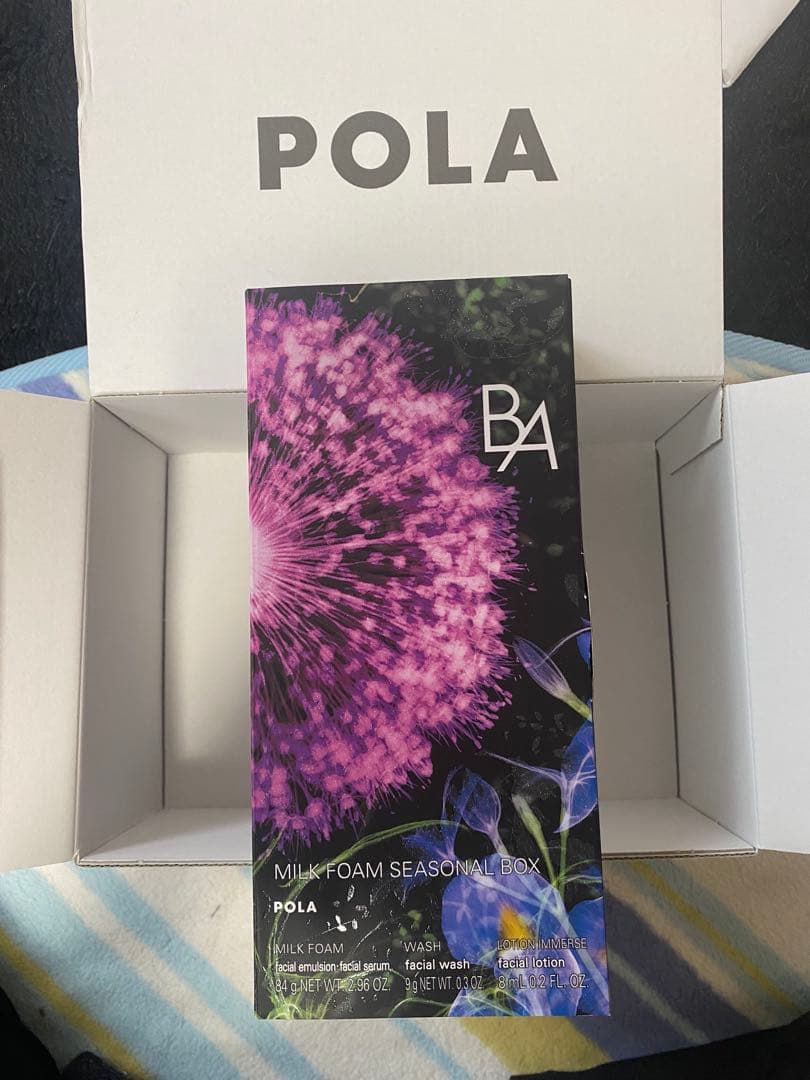 POLA
BA
MILK FOAM SEASONAL BOX
POLA
MILK FOAM
facial emulsion·facial serum
84 g NET WT. 2.96 OZ.
WASH
facial wash
9 g NET WT. 0.3 OZ.
LOTION IMMERSE
facial lotion
8 mL 0.2 FL. OZ.